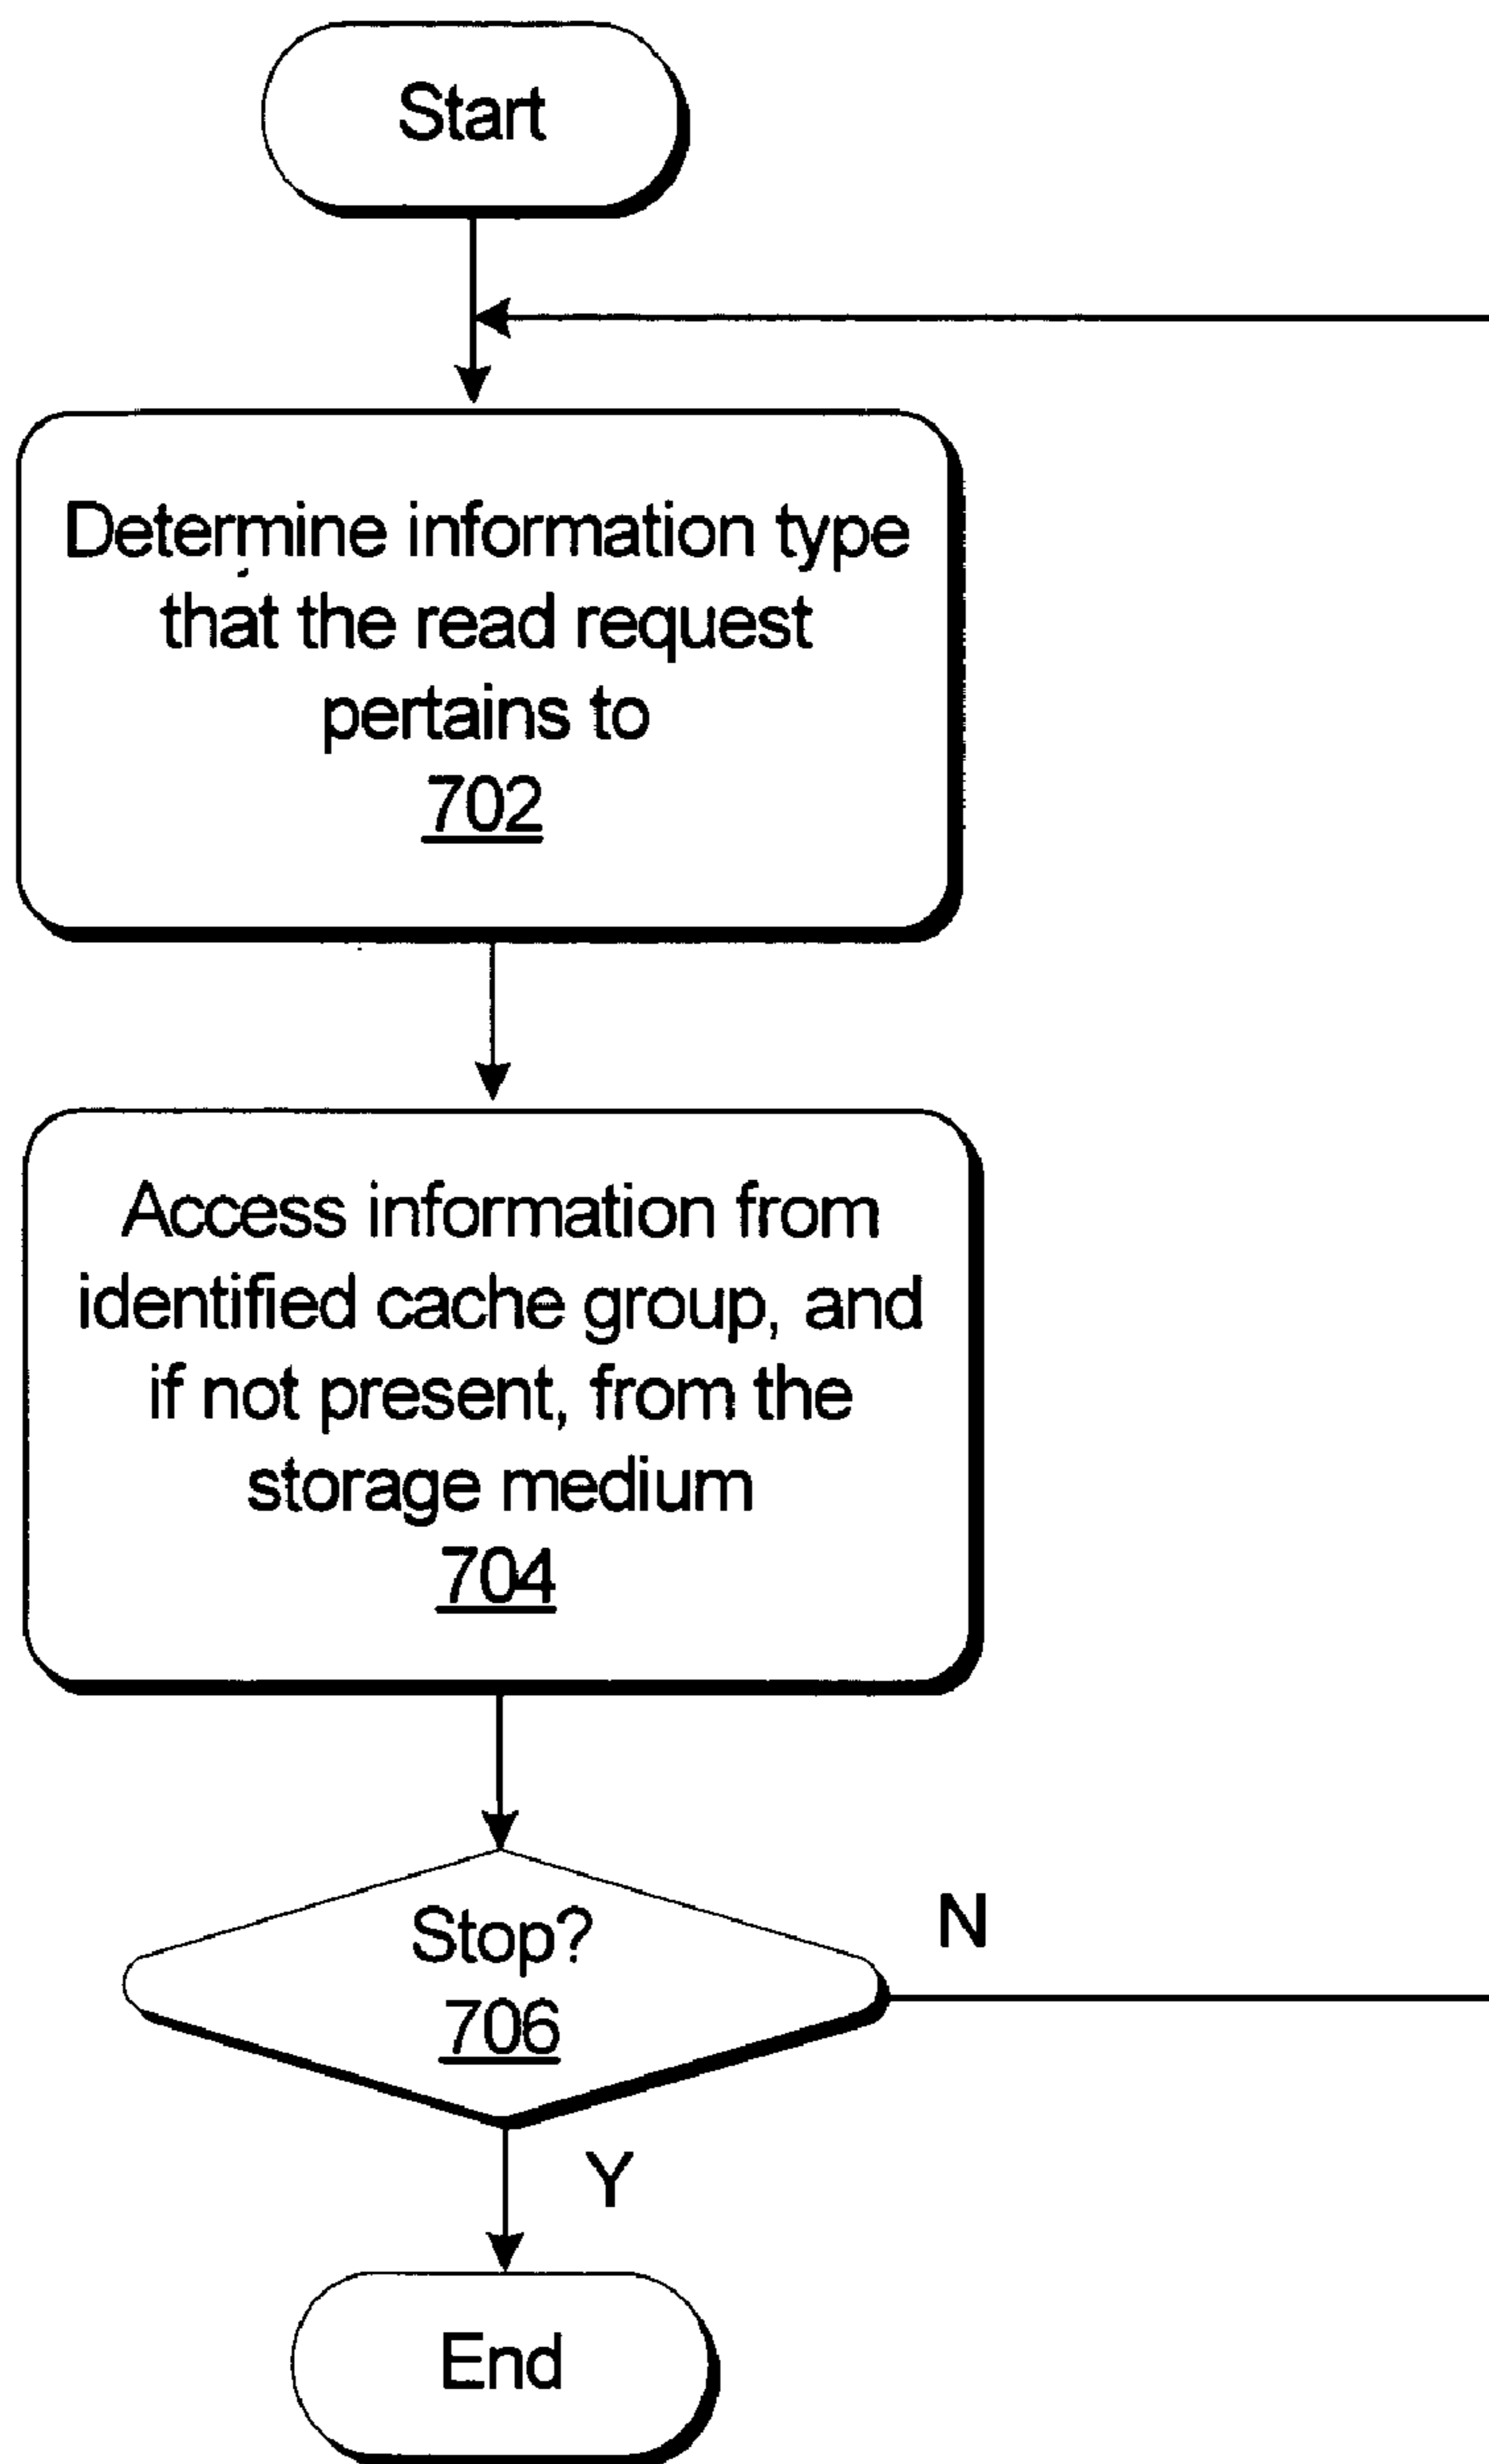 Start
Determine information type
that the read request
pertains to
702
Access information from
identified cache group, and
if not present, from the
storage medium
704
Stop?
706
N
Y
End